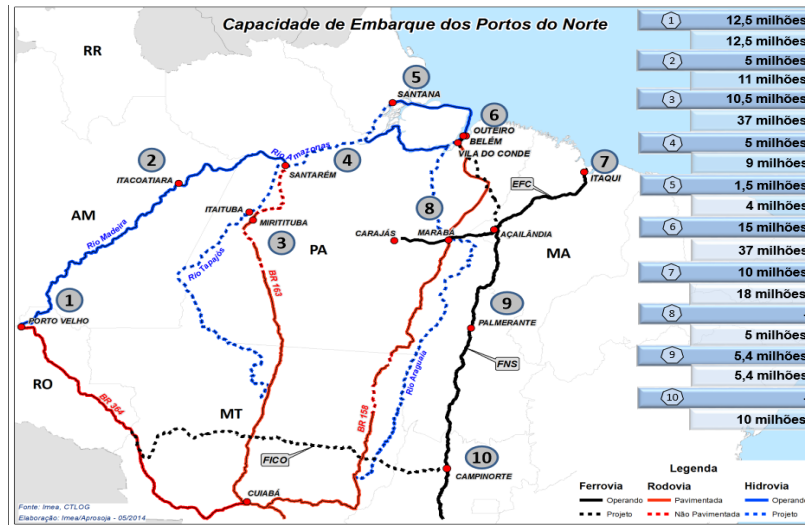 Capacidade de Embarque dos Portos do Norte
1 12,5 milhões
12,5 milhões
2 5 milhões
11 milhões
3 10,5 milhões
37 milhões
4 5 milhões
9 milhões
5 1,5 milhões
4 milhões
6 15 milhões
37 milhões
7 10 milhões
18 milhões
8 -
5 milhões
9 5,4 milhões
5,4 milhões
10 -
10 milhões
RR
5
SANTANA
6
OUTEIRO
BELÉM
VILA DO CONDE
7
ITAQUI
EFC
Rio Amazonas
4
2
ITACOATIARA
SANTARÉM
AM
Rio Madeira
ITAITUBA
MIRITITUBA
3
PA
8
CARAJÁS
MARABÁ
AÇAILÂNDIA
MA
Rio Tapajós
BR 163
1
PORTO VELHO
9
PALMERANTE
FNS
RO
BR 364
MT
BR 158
Rio Araguaia
FICO
10
CAMPINORTE
CUIABÁ
Legenda
Ferrovia Rodovia Hidrovia
Operando Pavimentada Operando
Projeto Não Pavimentada Projeto
Fonte: Imea, CTLOG
Elaboração: Imea/Aprosoja - 05/2014